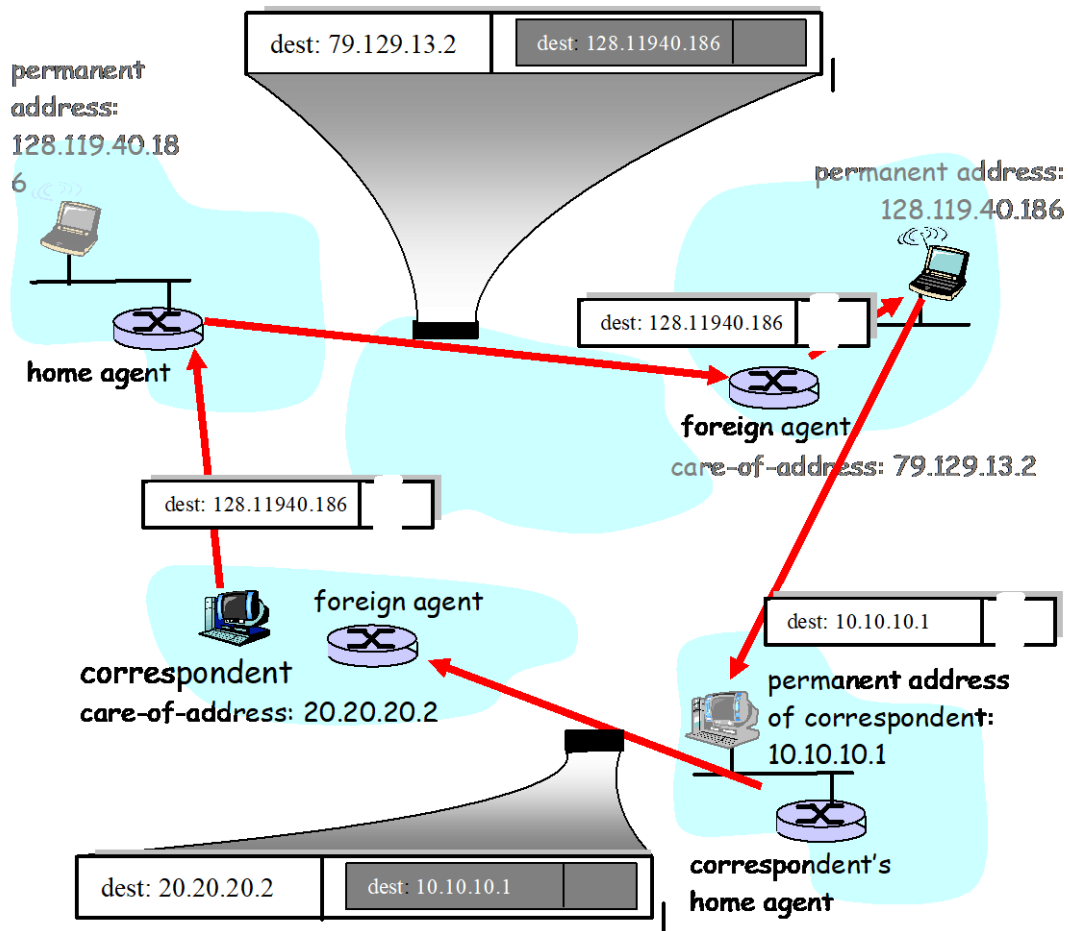 dest: 79.129.13.2
dest: 128.11940.186
permanent
address:
128.119.40.18
6
permanent address:
128.119.40.186
dest: 128.11940.186
home agent
foreign agent
care-of-address: 79.129.13.2
dest: 128.11940.186
foreign agent
correspondent
care-of-address: 20.20.20.2
dest: 10.10.10.1
permanent address
of correspondent:
10.10.10.1
correspondent's
home agent
dest: 20.20.20.2
dest: 10.10.10.1